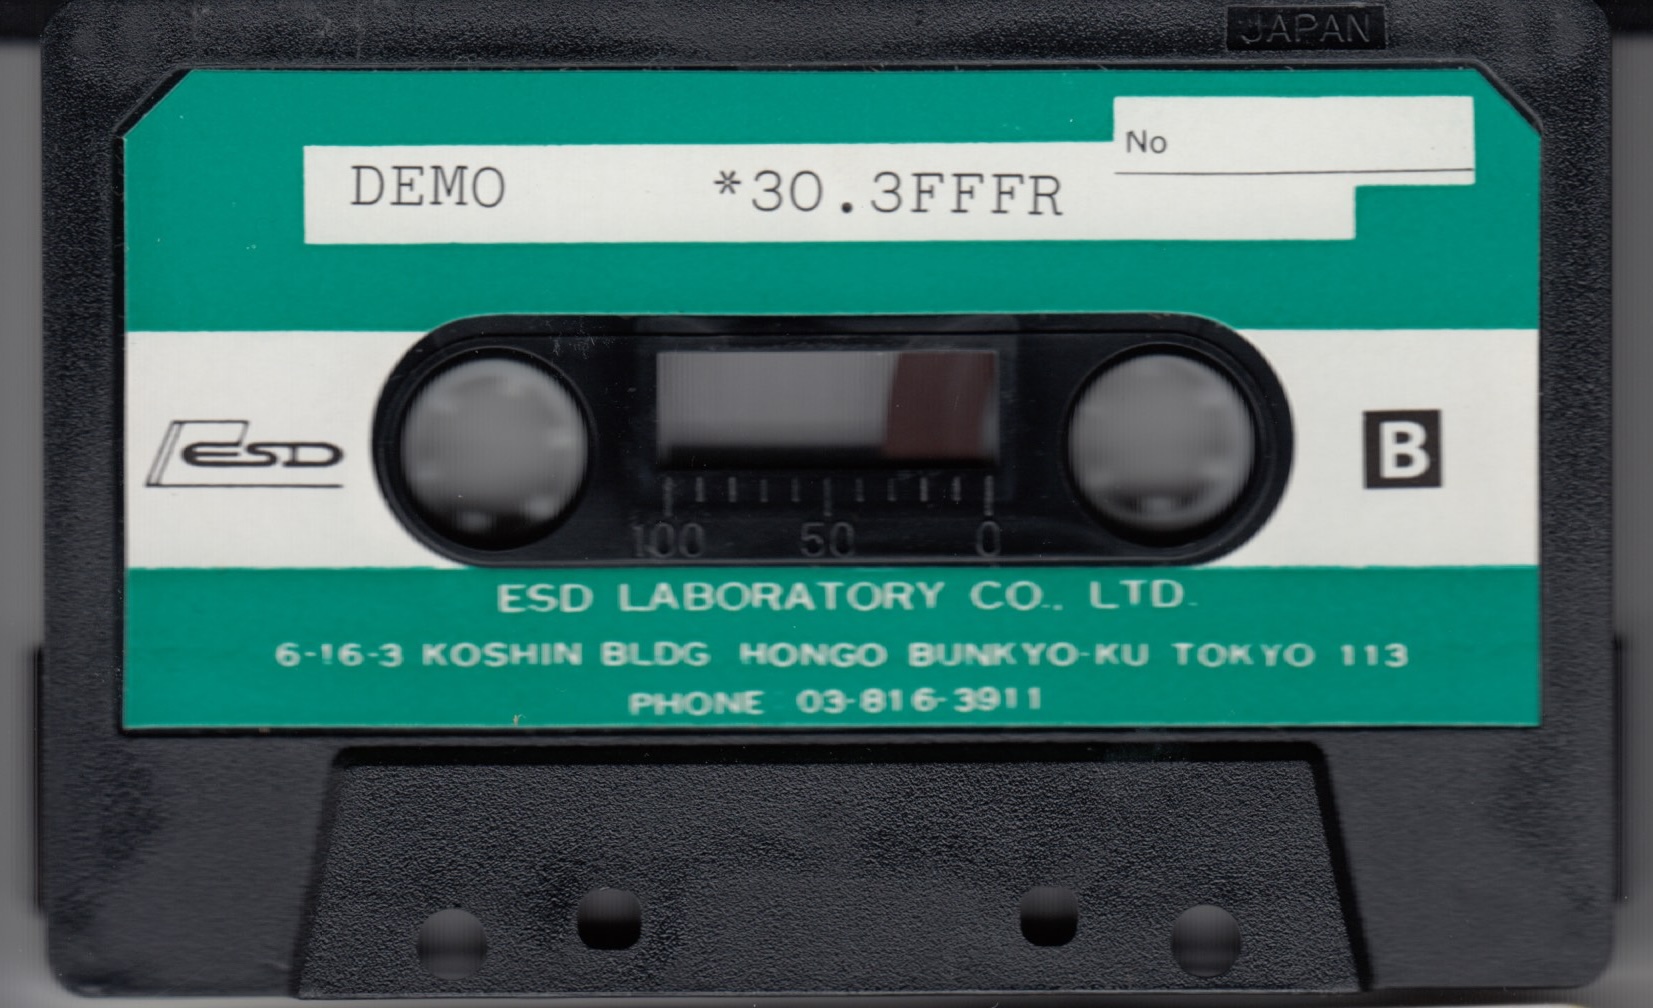 JAPAN
No
DEMO *30.3FFFR
ESD
B
100 50 0
ESD LABORATORY CO., LTD.
6-16-3 KOSHIN BLDG HONGO BUNKYO-KU TOKYO 113
PHONE 03-816-3911